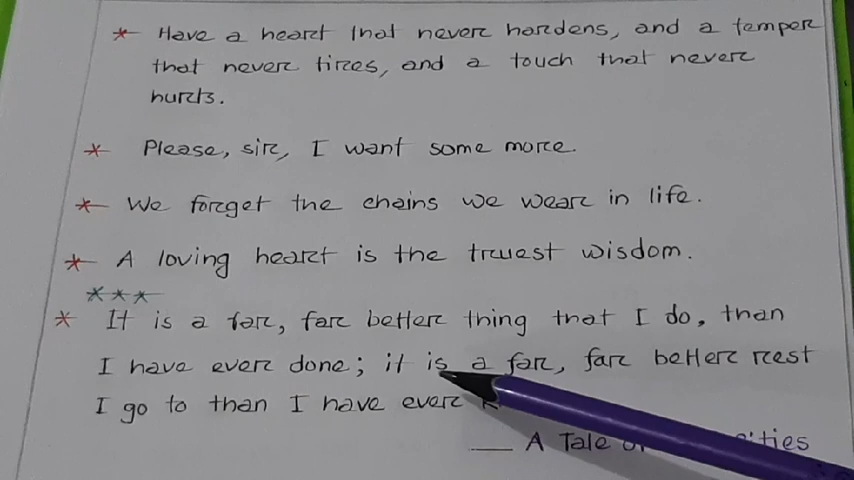 * Have a heart that never hardens, and a temper
that never tires, and a touch that never
hurts.
* Please, sir, I want some more.
* We forget the chains we wear in life.
* A loving heart is the truest wisdom.
***
* It is a far, far better thing that I do, than
I have ever done; it is a far, far better rest
I go to than I have ever
— A Tale